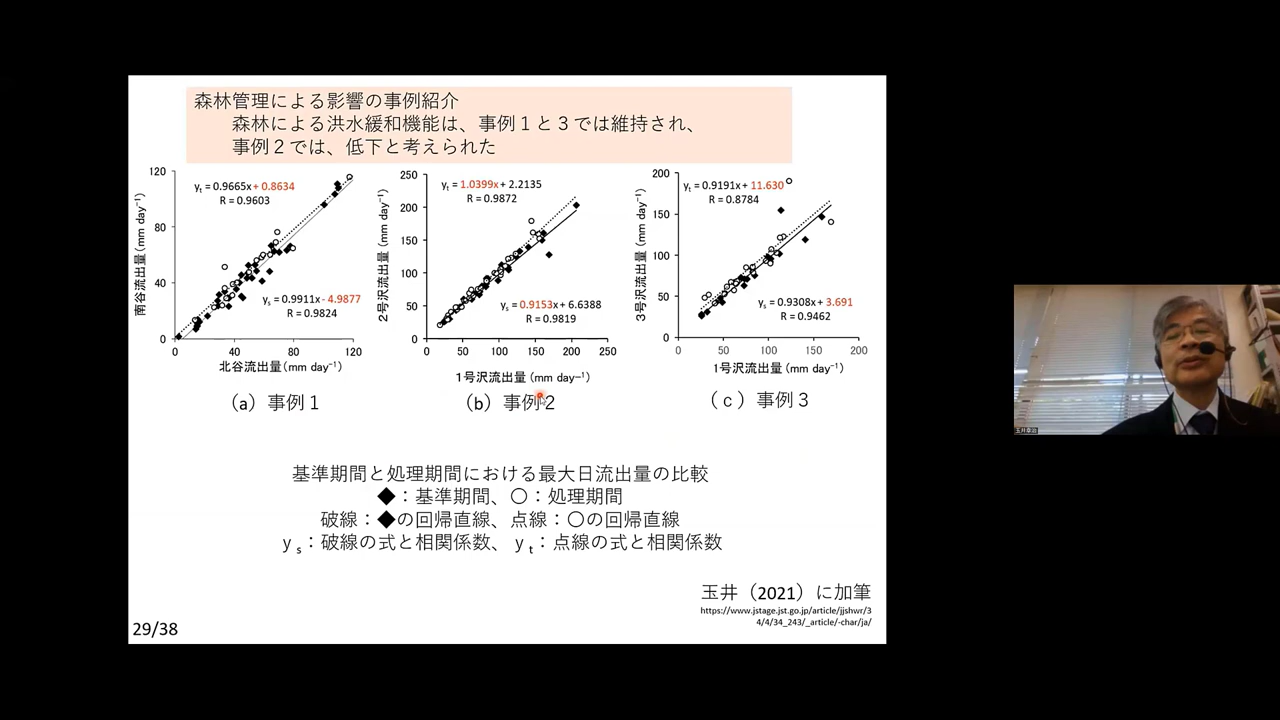 森林管理による影響の事例紹介
森林による洪水緩和機能は、事例１と３では維持され、
事例２では、低下と考えられた
120
80
40
0
南谷流出量(mm day⁻¹)
yt = 0.9665x + 0.8634
R = 0.9603
ys = 0.9911x - 4.9877
R = 0.9824
0
40
80
120
北谷流出量(mm day⁻¹)
（a）事例１
250
200
150
100
50
0
2号沢流出量(mm day⁻¹)
yt = 1.0399x + 2.2135
R = 0.9872
ys = 0.9153x + 6.6388
R = 0.9819
0
50
100
150
200
250
1号沢流出量 (mm day⁻¹)
（b）事例２
200
150
100
50
0
3号沢流出量(mm day⁻¹)
yt = 0.9191x + 11.630
R = 0.8784
ys = 0.9308x + 3.691
R = 0.9462
0
50
100
150
200
1号沢流出量(mm day⁻¹)
（ｃ）事例３
基準期間と処理期間における最大日流出量の比較
◆：基準期間、○：処理期間
破線：◆の回帰直線、点線：○の回帰直線
ｙs：破線の式と相関係数、ｙt：点線の式と相関係数
玉井（2021）に加筆
https://www.jstage.jst.go.jp/article/jjshwr/3
4/4/34_243/_article/-char/ja/
29/38
玉井幸治